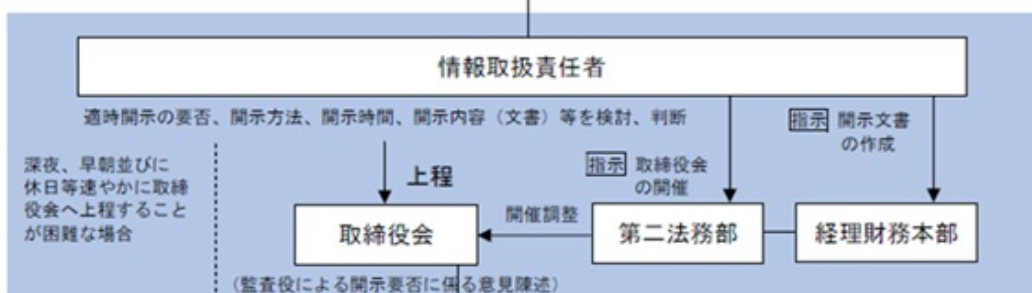 情報取扱責任者
適時開示の要否、開示方法、開示時間、開示内容（文書）等を検討、判断
指示 開示文書
の作成
深夜、早朝並びに
休日等速やかに取締
役会へ上程すること
が困難な場合
上程
指示 取締役会
の開催
取締役会
開催調整
第二法務部
経理財務本部
（監査役による開示要否に係る意見陳述）